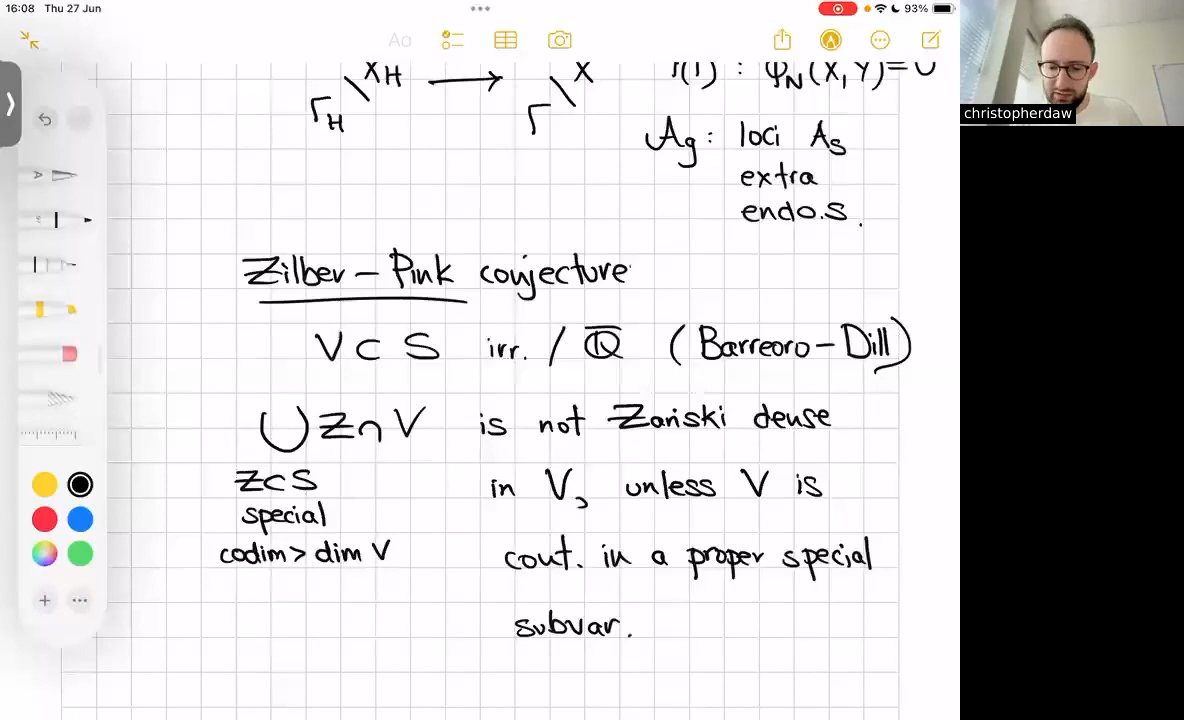 16:08 Thu 27 Jun
93%
Aa
christopherdaw
Γ_H \ X_H ⟶ Γ \ X
Y(1) : φ_N(X,Y)=0
A_g : loci A_S
extra
endo.s.
Zilber – Pink conjecture
V ⊂ S irr. / Q̅ (Barreoro – Dill)
⋃ Z ∩ V is not Zariski dense
Z⊂S
special
codim > dim V
in V, unless V is
cont. in a proper special
subvar.